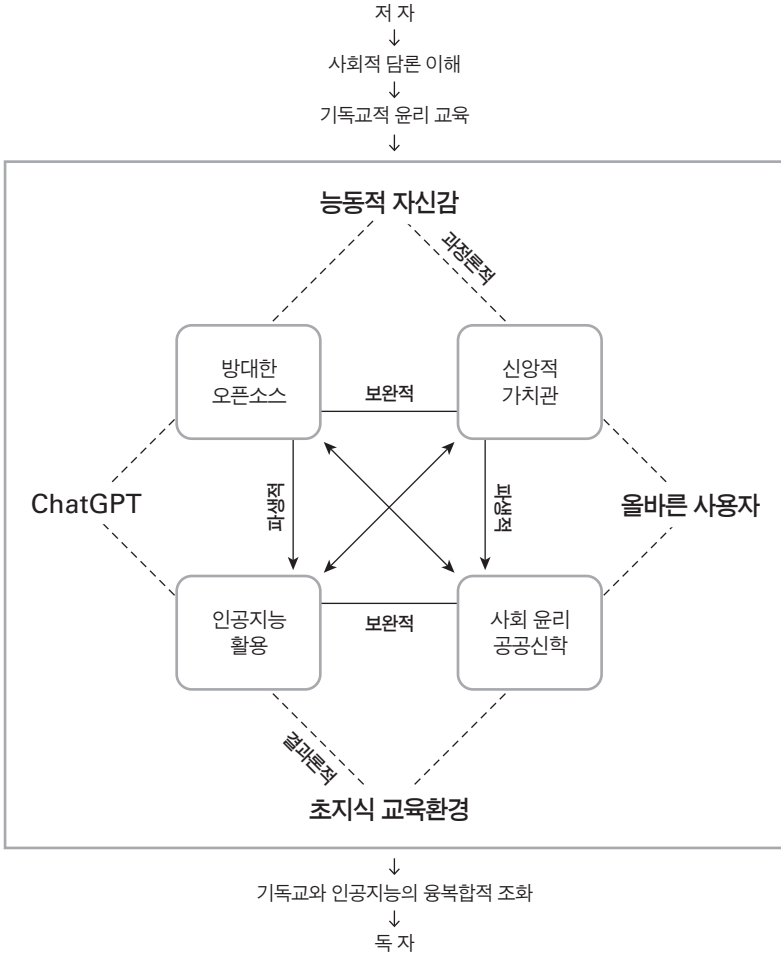 저 자
↓
사회적 담론 이해
↓
기독교적 윤리 교육
↓
능동적 자신감
과정론적
방대한
오픈소스
보완적
신앙적
가치관
ChatGPT
파생적
파생적
올바른 사용자
인공지능
활용
보완적
사회 윤리
공공신학
결과론적
초지식 교육환경
↓
기독교와 인공지능의 융복합적 조화
↓
독 자